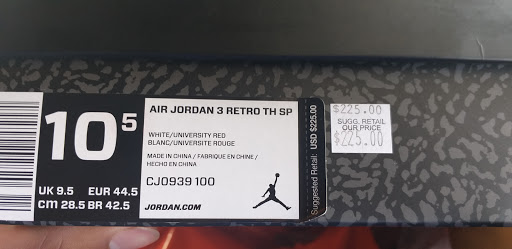 10⁵
UK 9.5 EUR 44.5
cm 28.5 BR 42.5
AIR JORDAN 3 RETRO TH SP
WHITE/UNIVERSITY RED
BLANC/UNIVERSITE ROUGE
MADE IN CHINA / FABRIQUE EN CHINE /
HECHO EN CHINA
CJ0939 100
JORDAN.COM
Suggested Retail: USD $225.00
$225.00
SUGG. RETAIL
OUR PRICE
$225.00